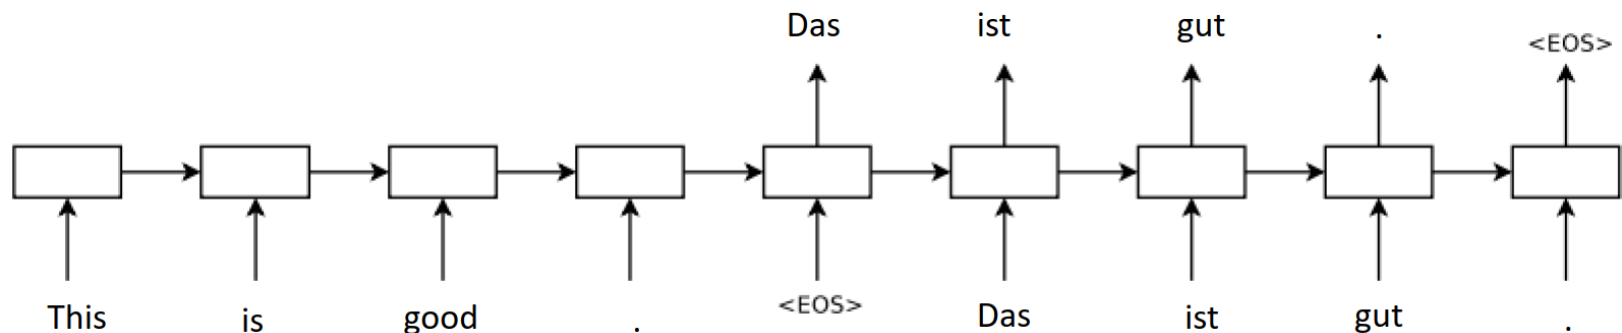 Das ist gut . <EOS>
This is good . <EOS> Das ist gut .